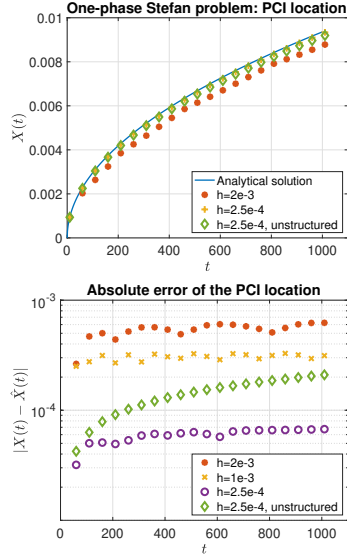 One-phase Stefan problem: PCI location
0.01
0.008
0.006
0.004
0.002
0
X(t)
Analytical solution
h=2e-3
h=2.5e-4
h=2.5e-4, unstructured
0 200 400 600 800 1000
t
Absolute error of the PCI location
10^-3
10^-4
|X(t) − X̂(t)|
h=2e-3
h=1e-3
h=2.5e-4
h=2.5e-4, unstructured
0 200 400 600 800 1000
t